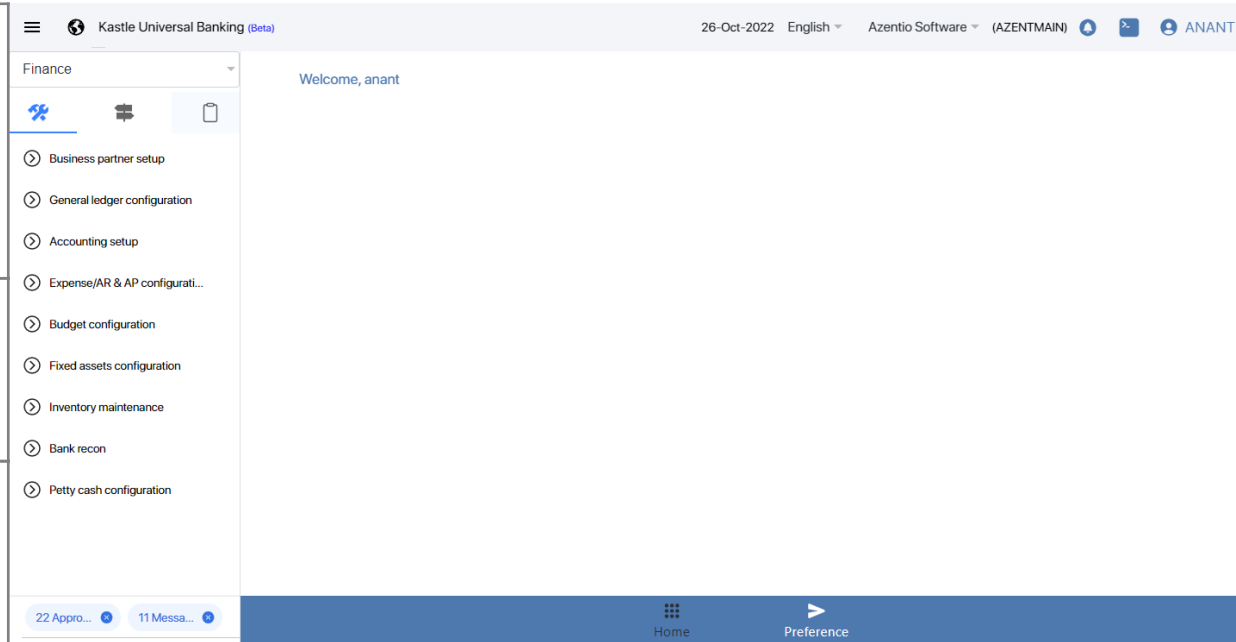 Kastle Universal Banking (Beta)
26-Oct-2022 English Azentio Software (AZENTMAIN) ANANT
Finance
Welcome, anant
Business partner setup
General ledger configuration
Accounting setup
Expense/AR & AP configurati...
Budget configuration
Fixed assets configuration
Inventory maintenance
Bank recon
Petty cash configuration
22 Appro... 11 Messa...
Home Preference